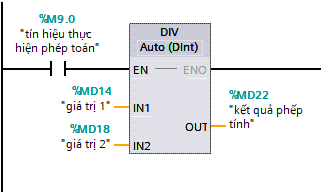 %M9.0
"tín hiệu thực
hiện phép toán"
DIV
Auto (DInt)
EN
ENO
%MD14
"giá trị 1"
IN1
%MD22
"kết quả phếp
tính"
OUT
%MD18
"giá trị 2"
IN2